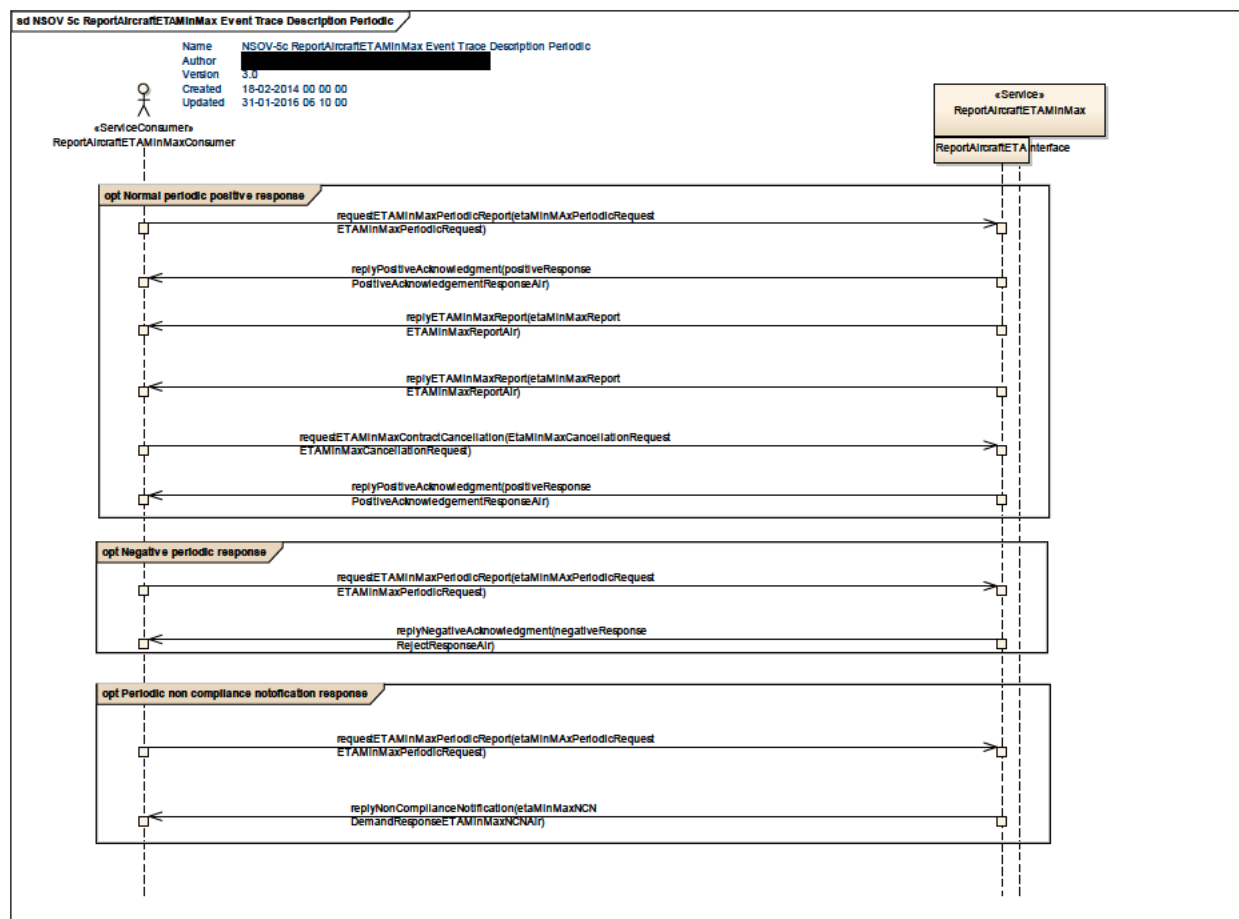 sd NSOV 5c ReportAircraftETAMinMax Event Trace Description Periodic
Name NSOV-5c ReportAircraftETAMinMax Event Trace Description Periodic
Author
Version 3.0
Created 18-02-2014 00 00 00
Updated 31-01-2016 06 10 00
«ServiceConsumer»
ReportAircraftETAMinMaxConsumer
«Service»
ReportAircraftETAMinMax
ReportAircraftETAInterface
opt Normal periodic positive response
requestETAMinMaxPeriodicReport(etaMinMAxPeriodicRequest
ETAMinMaxPeriodicRequest)
replyPositiveAcknowledgment(positiveResponse
PositiveAcknowledgementResponseAir)
replyETAMinMaxReport(etaMinMaxReport
ETAMinMaxReportAir)
replyETAMinMaxReport(etaMinMaxReport
ETAMinMaxReportAir)
requestETAMinMaxContractCancellation(EtaMinMaxCancellationRequest
ETAMinMaxCancellationRequest)
replyPositiveAcknowledgment(positiveResponse
PositiveAcknowledgementResponseAir)
opt Negative periodic response
requestETAMinMaxPeriodicReport(etaMinMAxPeriodicRequest
ETAMinMaxPeriodicRequest)
replyNegativeAcknowledgment(negativeResponse
RejectResponseAir)
opt Periodic non compliance notofication response
requestETAMinMaxPeriodicReport(etaMinMAxPeriodicRequest
ETAMinMaxPeriodicRequest)
replyNonComplianceNotification(etaMinMaxNCN
DemandResponseETAMinMaxNCNAir)